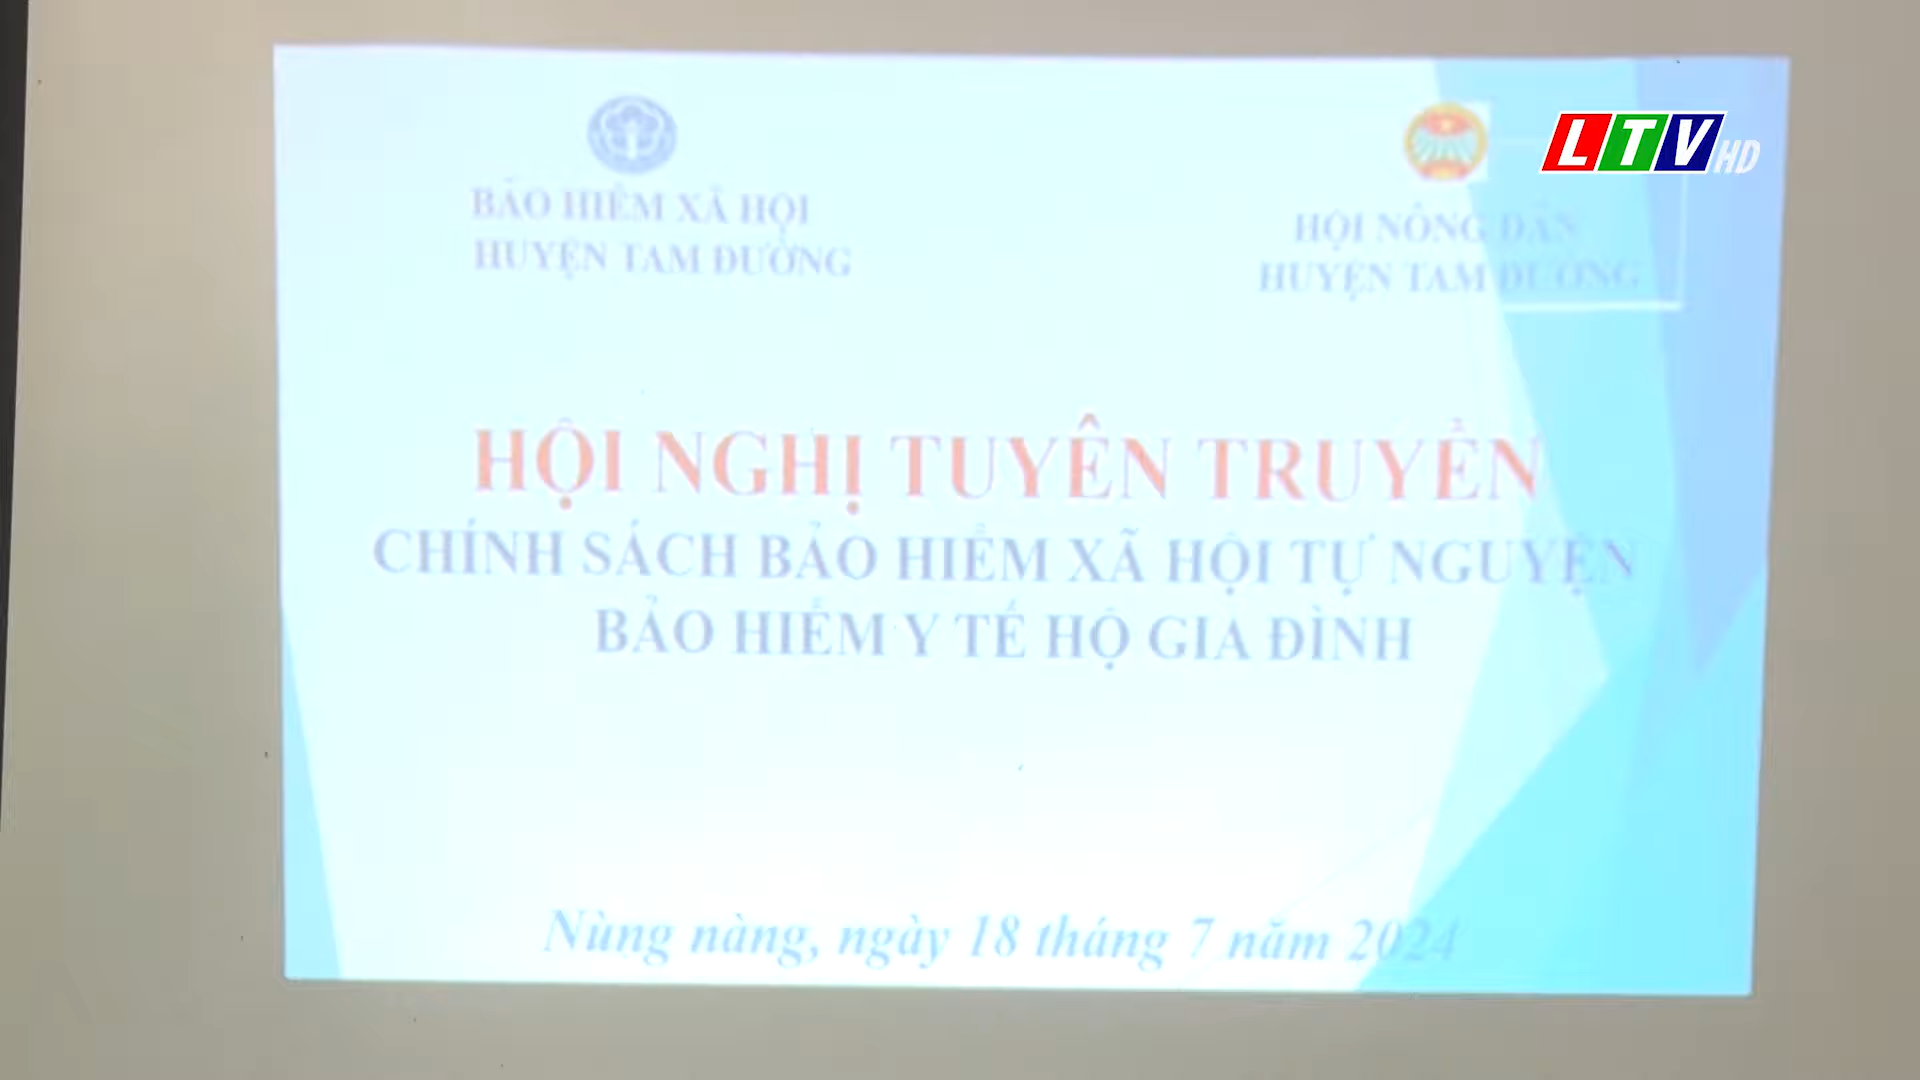 LTV HD
BẢO HIỂM XÃ HỘI
HUYỆN TAM ĐƯỜNG
HỘI NÔNG DÂN
HUYỆN TAM ĐƯỜNG
HỘI NGHỊ TUYÊN TRUYỀN
CHÍNH SÁCH BẢO HIỂM XÃ HỘI TỰ NGUYỆN
BẢO HIỂM Y TẾ HỘ GIA ĐÌNH
Nùng nàng, ngày 18 tháng 7 năm 2024